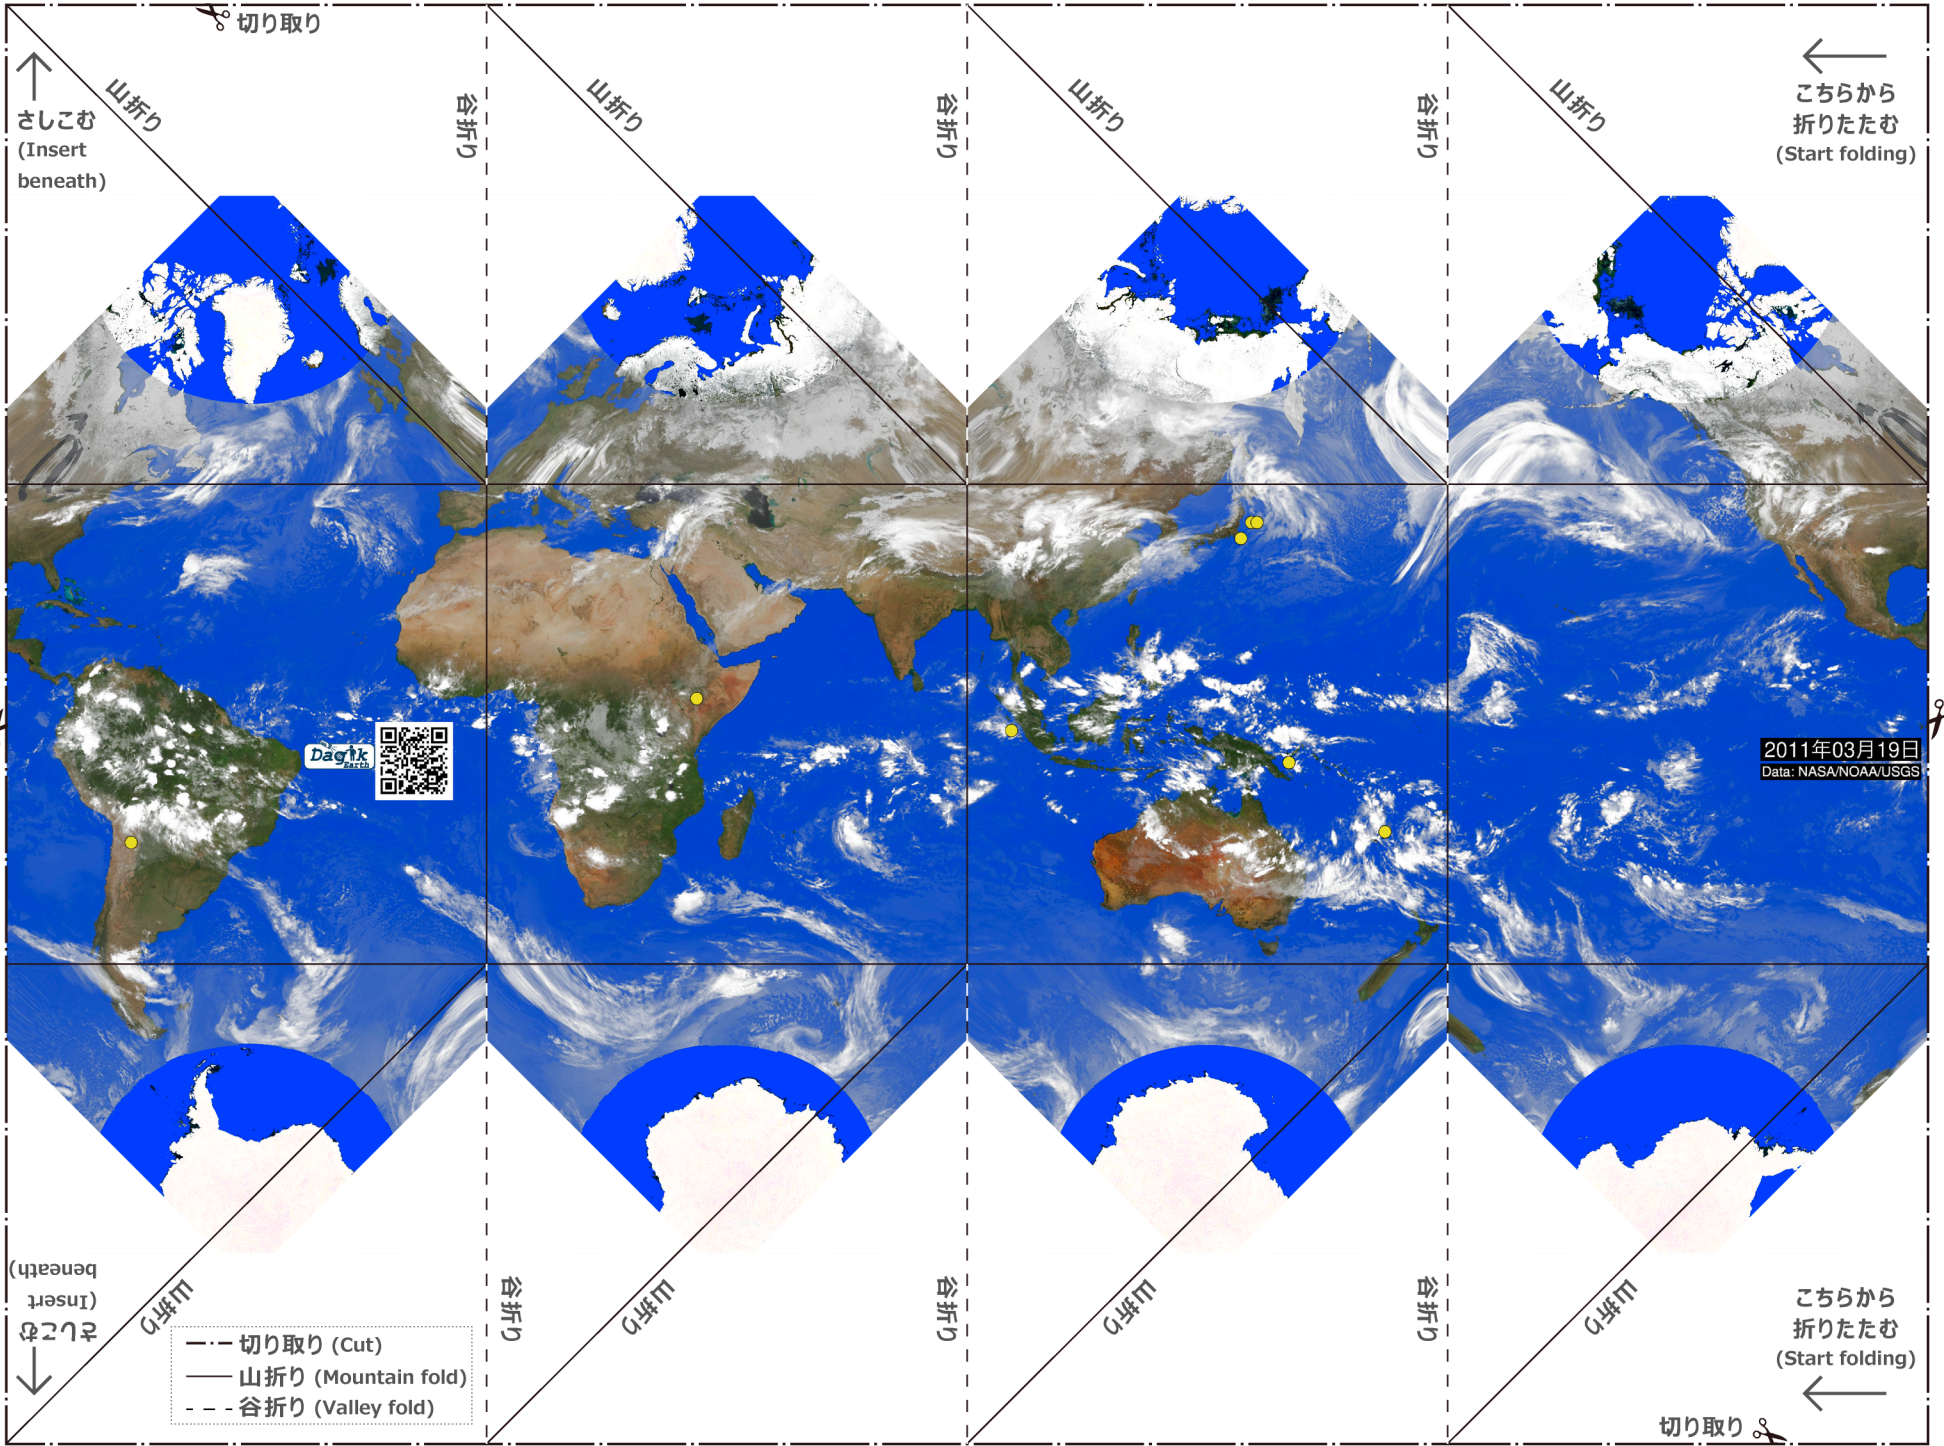 切り取り
山折り
谷折り
山折り
谷折り
山折り
谷折り
山折り
さしこむ
(Insert
beneath)
こちらから
折りたたむ
(Start folding)
Dagik
Earth
2011年03月19日
Data: NASA/NOAA/USGS
さしこむ
(Insert
beneath)
山折り
谷折り
山折り
谷折り
山折り
谷折り
山折り
こちらから
折りたたむ
(Start folding)
切り取り (Cut)
山折り (Mountain fold)
谷折り (Valley fold)
切り取り